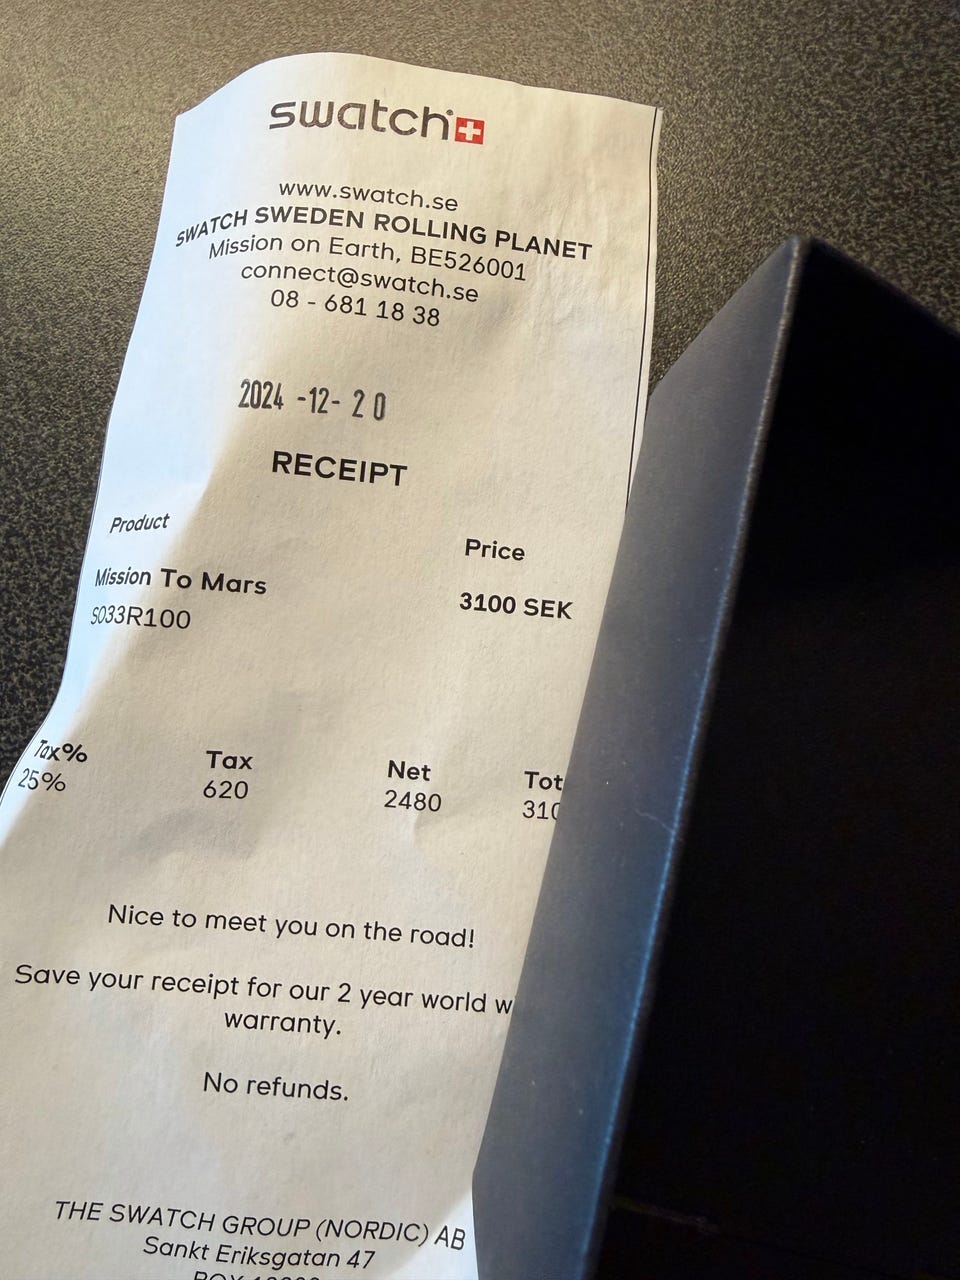 swatch
www.swatch.se
SWATCH SWEDEN ROLLING PLANET
Mission on Earth, BE526001
connect@swatch.se
08 - 681 18 38
2024 -12- 20
RECEIPT
Product Price
Mission To Mars 3100 SEK
S033R100
Tax% Tax Net Tot
25% 620 2480 310
Nice to meet you on the road!
Save your receipt for our 2 year world w
warranty.
No refunds.
THE SWATCH GROUP (NORDIC) AB
Sankt Eriksgatan 47
BOX